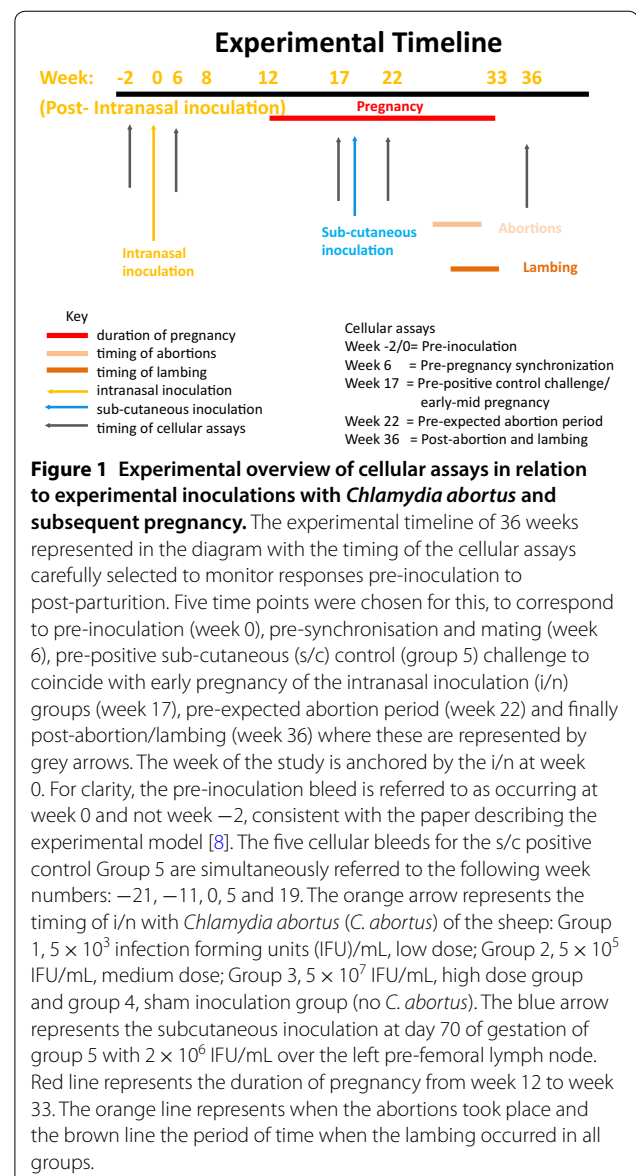 Experimental Timeline
Week: -2 0 6 8 12 17 22 33 36
(Post- Intranasal inoculation)
Pregnancy
Intranasal
inoculation
Sub-cutaneous
inoculation
Abortions
Lambing
Key
duration of pregnancy
timing of abortions
timing of lambing
intranasal inoculation
sub-cutaneous inoculation
timing of cellular assays
Cellular assays
Week -2/0= Pre-inoculation
Week 6 = Pre-pregnancy synchronization
Week 17 = Pre-positive control challenge/
early-mid pregnancy
Week 22 = Pre-expected abortion period
Week 36 = Post-abortion and lambing
Figure 1 Experimental overview of cellular assays in relation
to experimental inoculations with Chlamydia abortus and
subsequent pregnancy. The experimental timeline of 36 weeks
represented in the diagram with the timing of the cellular assays
carefully selected to monitor responses pre-inoculation to
post-parturition. Five time points were chosen for this, to correspond
to pre-inoculation (week 0), pre-synchronisation and mating (week
6), pre-positive sub-cutaneous (s/c) control (group 5) challenge to
coincide with early pregnancy of the intranasal inoculation (i/n)
groups (week 17), pre-expected abortion period (week 22) and finally
post-abortion/lambing (week 36) where these are represented by
grey arrows. The week of the study is anchored by the i/n at week
0. For clarity, the pre-inoculation bleed is referred to as occurring at
week 0 and not week −2, consistent with the paper describing the
experimental model [8]. The five cellular bleeds for the s/c positive
control Group 5 are simultaneously referred to the following week
numbers: −21, −11, 0, 5 and 19. The orange arrow represents the
timing of i/n with Chlamydia abortus (C. abortus) of the sheep: Group
1, 5 × 10³ infection forming units (IFU)/mL, low dose; Group 2, 5 × 10⁵
IFU/mL, medium dose; Group 3, 5 × 10⁷ IFU/mL, high dose group
and group 4, sham inoculation group (no C. abortus). The blue arrow
represents the subcutaneous inoculation at day 70 of gestation of
group 5 with 2 × 10⁶ IFU/mL over the left pre-femoral lymph node.
Red line represents the duration of pregnancy from week 12 to week
33. The orange line represents when the abortions took place and
the brown line the period of time when the lambing occurred in all
groups.